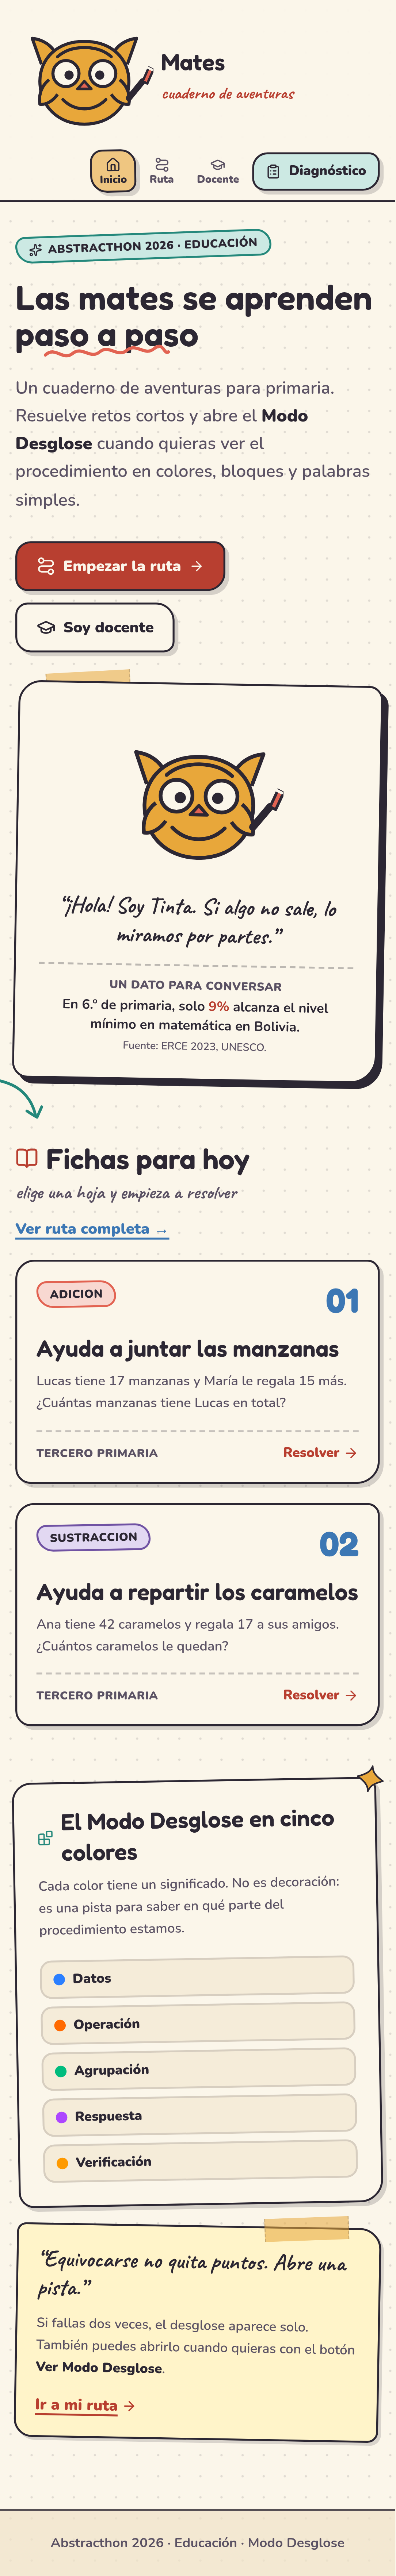 Mates
cuaderno de aventuras
Inicio
Ruta
Docente
Diagnóstico
ABSTRACTHON 2026 · EDUCACIÓN
Las mates se aprenden
paso a paso
Un cuaderno de aventuras para primaria.
Resuelve retos cortos y abre el Modo
Desglose cuando quieras ver el
procedimiento en colores, bloques y palabras
simples.
Empezar la ruta →
Soy docente
“¡Hola! Soy Tinta. Si algo no sale, lo
miramos por partes.”
UN DATO PARA CONVERSAR
En 6.º de primaria, solo 9% alcanza el nivel
mínimo en matemática en Bolivia.
Fuente: ERCE 2023, UNESCO.
Fichas para hoy
elige una hoja y empieza a resolver
Ver ruta completa →
ADICION
01
Ayuda a juntar las manzanas
Lucas tiene 17 manzanas y María le regala 15 más.
¿Cuántas manzanas tiene Lucas en total?
TERCERO PRIMARIA
Resolver →
SUSTRACCION
02
Ayuda a repartir los caramelos
Ana tiene 42 caramelos y regala 17 a sus amigos.
¿Cuántos caramelos le quedan?
TERCERO PRIMARIA
Resolver →
El Modo Desglose en cinco
colores
Cada color tiene un significado. No es decoración:
es una pista para saber en qué parte del
procedimiento estamos.
Datos
Operación
Agrupación
Respuesta
Verificación
“Equivocarse no quita puntos. Abre una
pista.”
Si fallas dos veces, el desglose aparece solo.
También puedes abrirlo cuando quieras con el botón
Ver Modo Desglose.
Ir a mi ruta →
Abstracthon 2026 · Educación · Modo Desglose